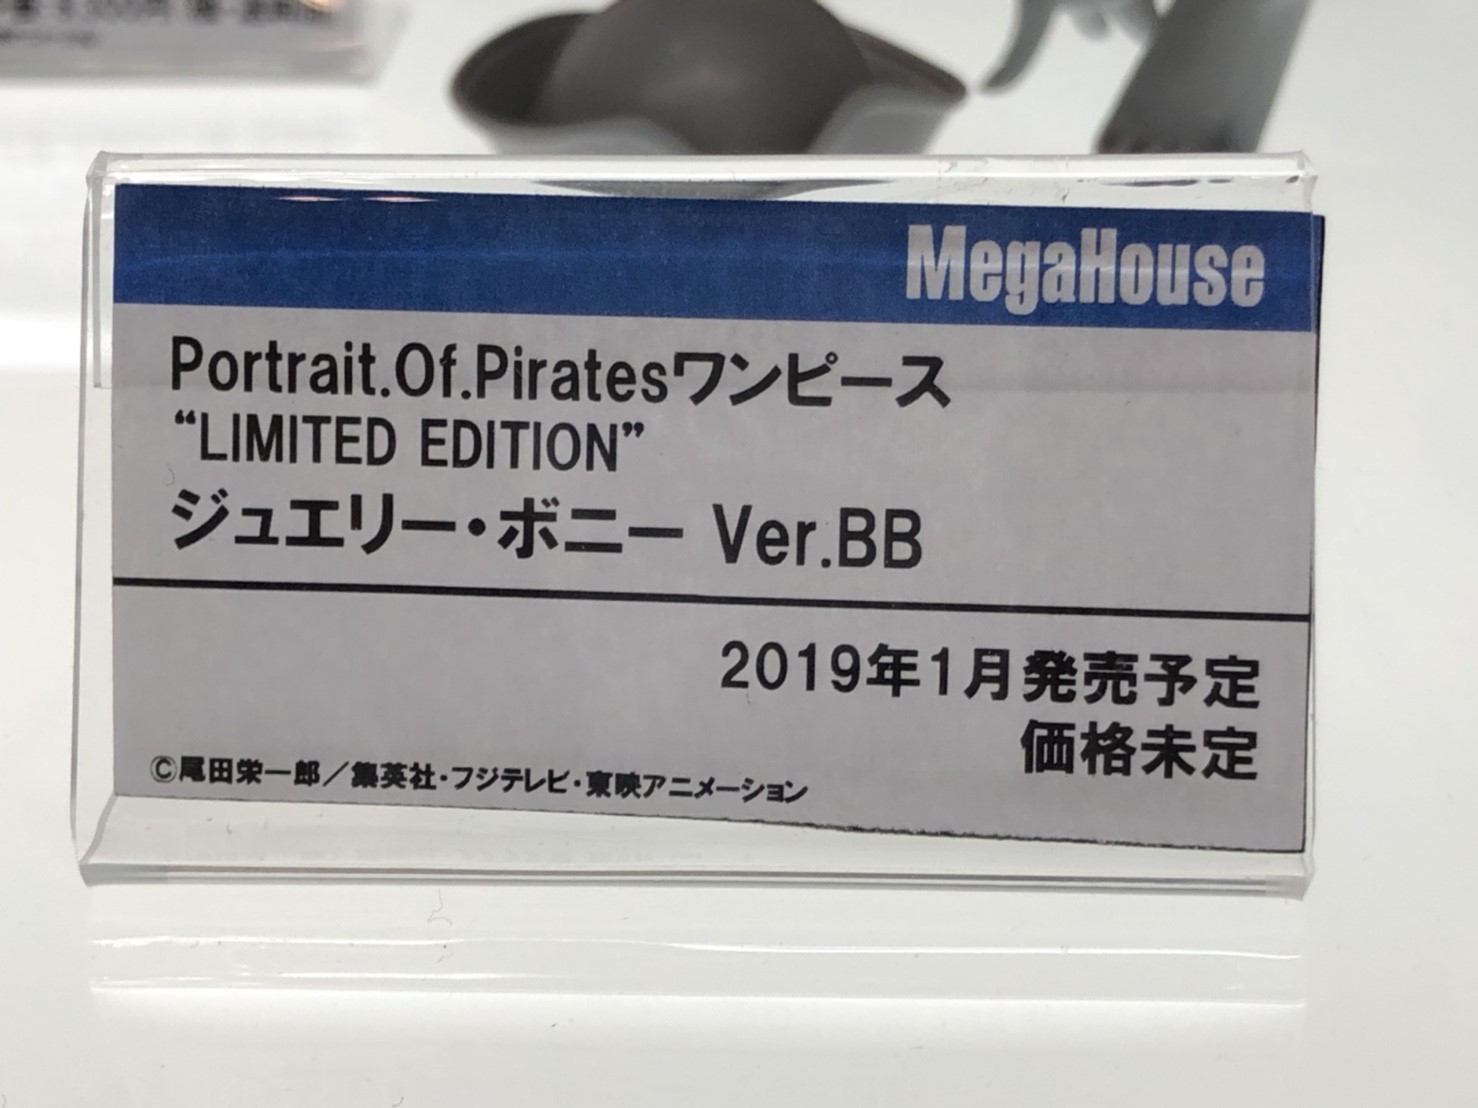 MegaHouse
Portrait.Of.Piratesワンピース
“LIMITED EDITION”
ジュエリー・ボニー Ver.BB
2019年1月発売予定
価格未定
©尾田栄一郎／集英社・フジテレビ・東映アニメーション